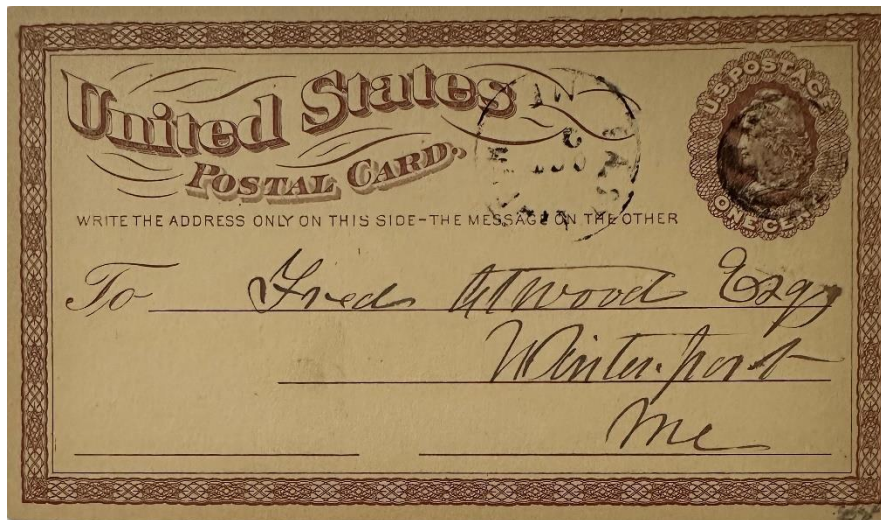 United States
POSTAL CARD.
U.S. POSTAGE
ONE CENT
WRITE THE ADDRESS ONLY ON THIS SIDE-THE MESSAGE ON THE OTHER
To Fred Atwood Esq
Winterport
Me